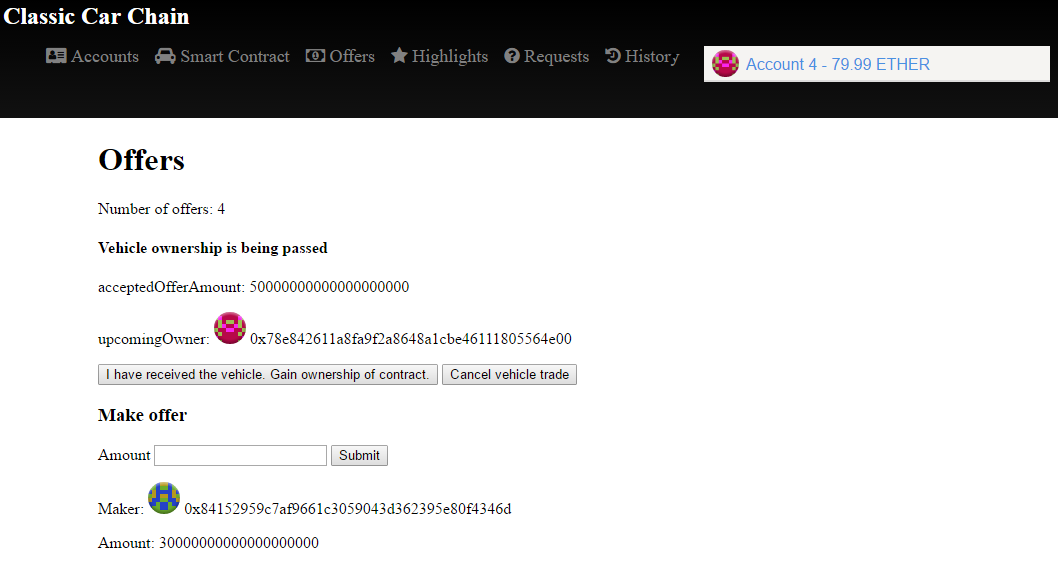 Classic Car Chain
Accounts Smart Contract Offers Highlights Requests History
Account 4 - 79.99 ETHER
Offers
Number of offers: 4
Vehicle ownership is being passed
acceptedOfferAmount: 50000000000000000000
upcomingOwner: 0x78e842611a8fa9f2a8648a1cbe46111805564e00
I have received the vehicle. Gain ownership of contract. Cancel vehicle trade
Make offer
Amount Submit
Maker: 0x84152959c7af9661c3059043d362395e80f4346d
Amount: 30000000000000000000